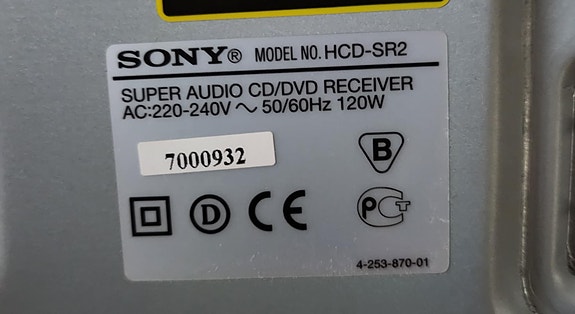 SONY® MODEL NO. HCD-SR2
SUPER AUDIO CD/DVD RECEIVER
AC:220-240V ~ 50/60Hz 120W
7000932
B
D CE PCT
4-253-870-01